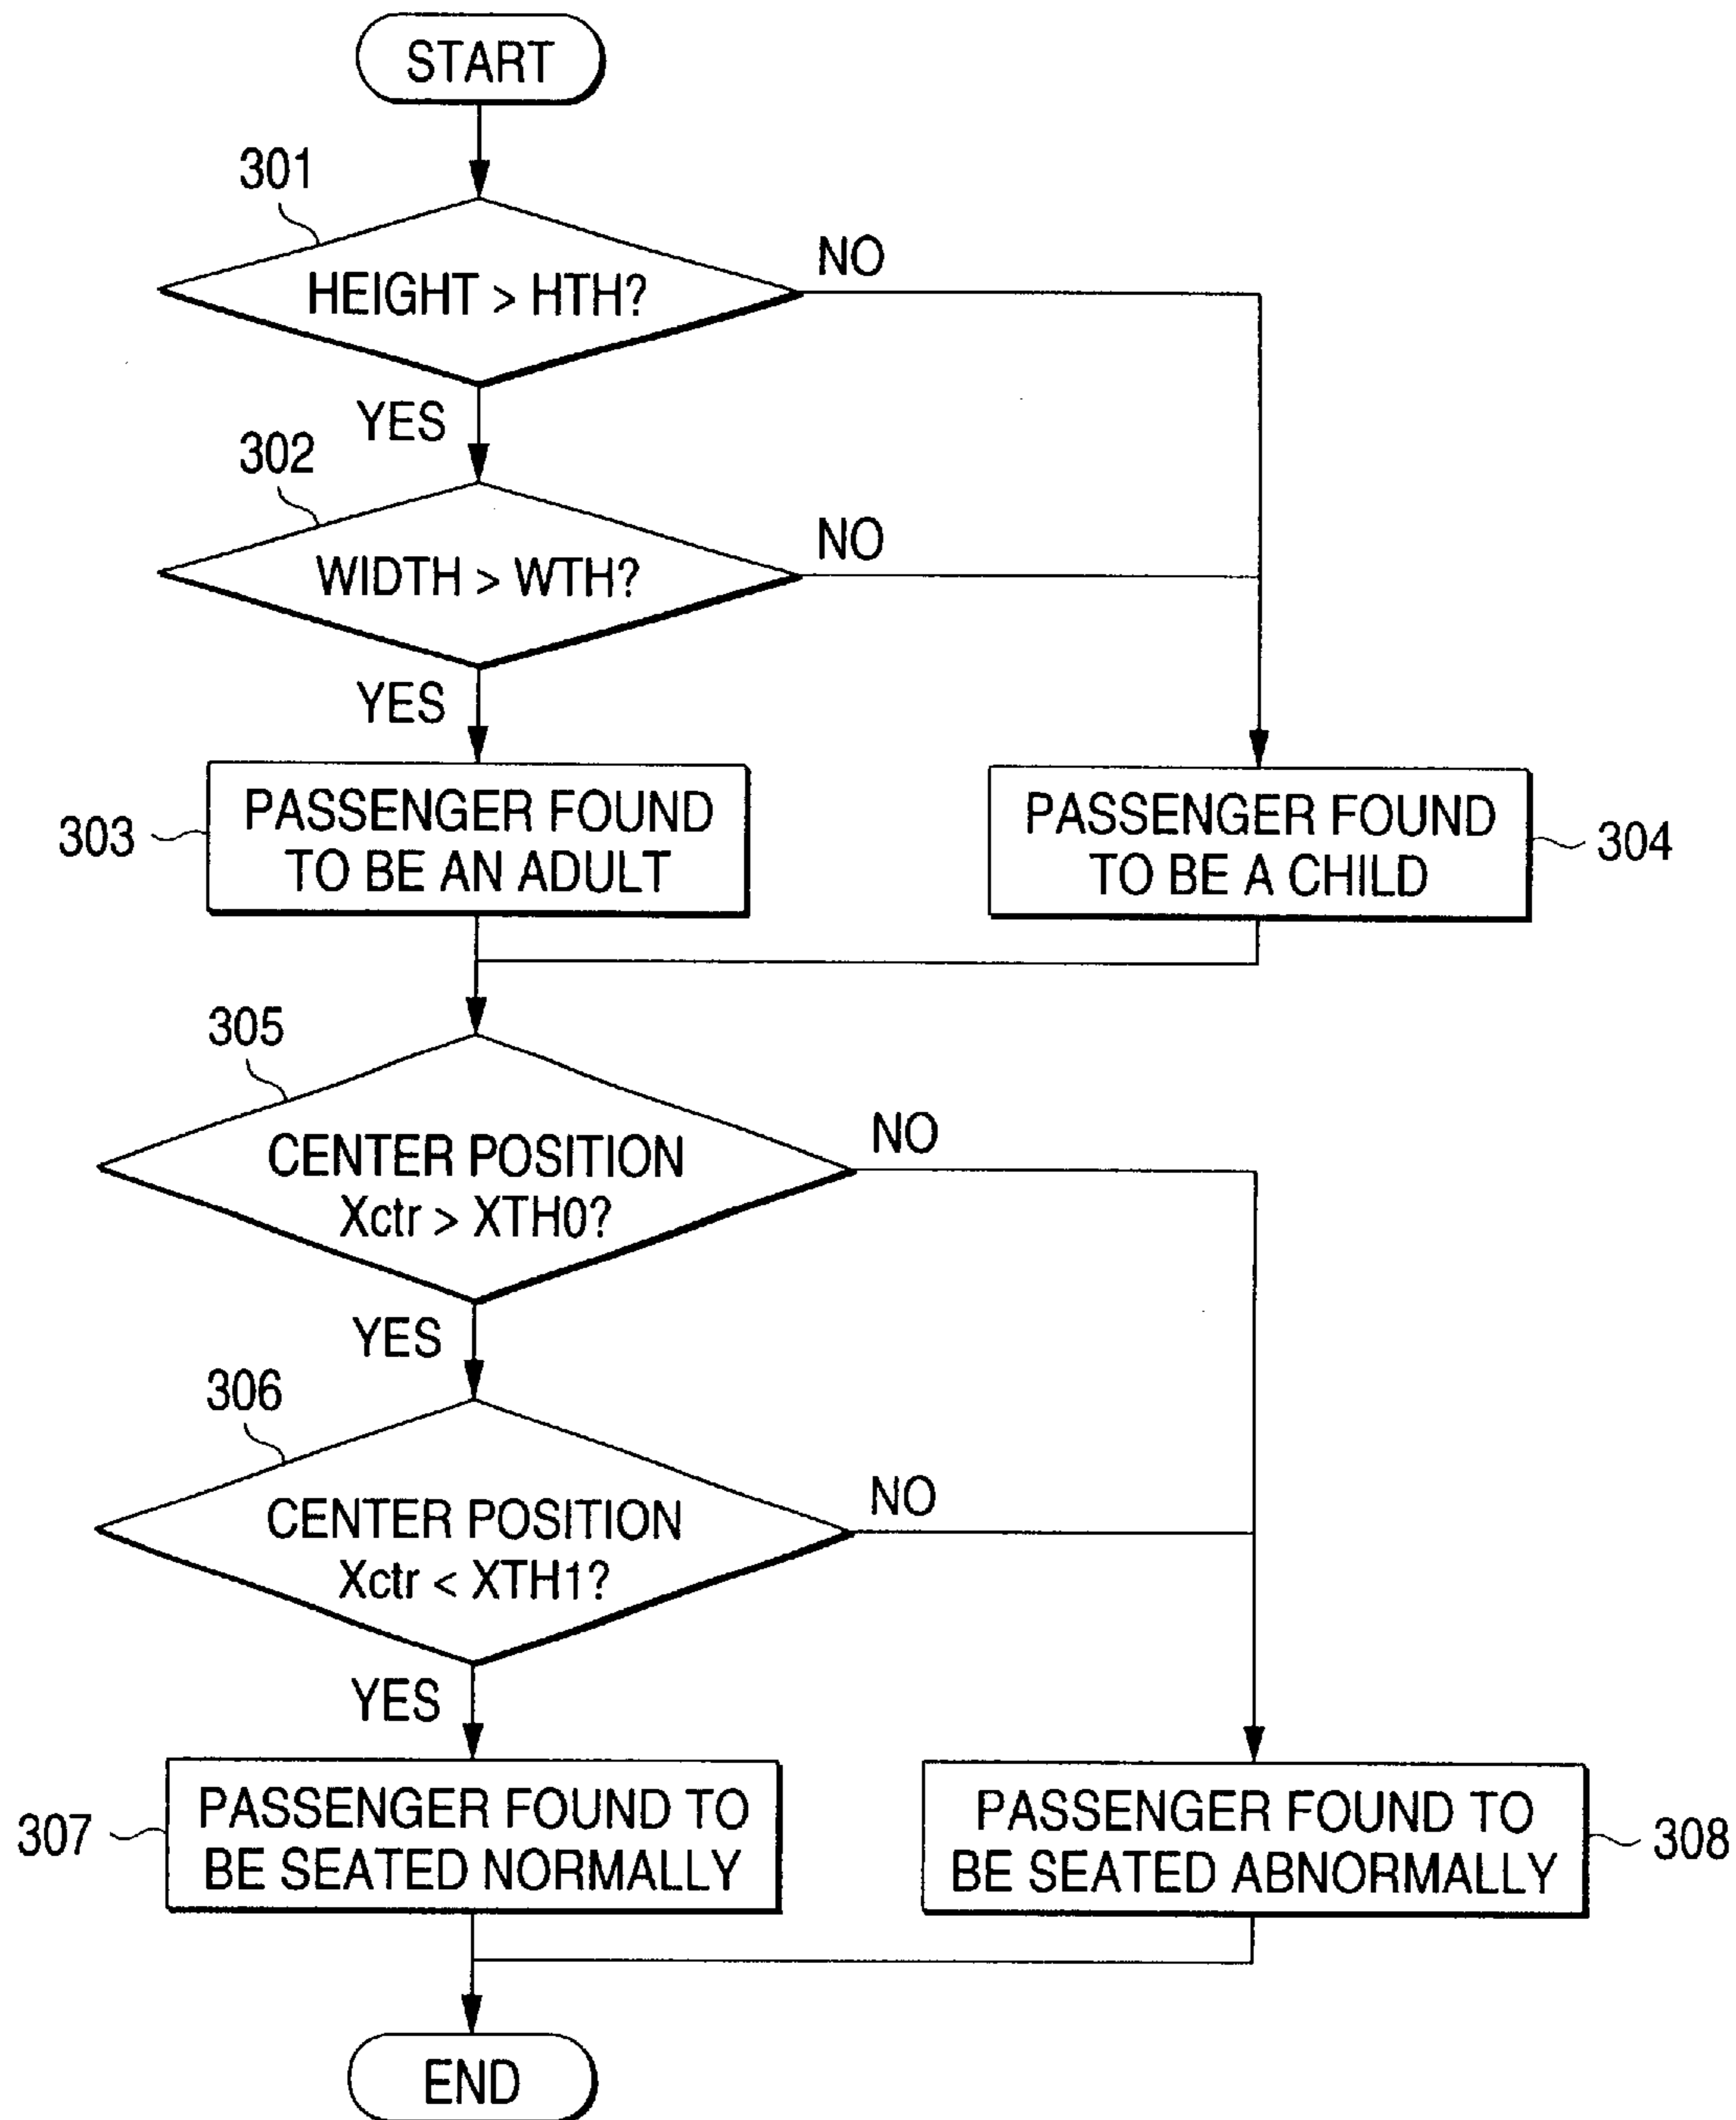 START
301
HEIGHT > HTH?
NO
YES
302
WIDTH > WTH?
NO
YES
303
PASSENGER FOUND
TO BE AN ADULT
PASSENGER FOUND
TO BE A CHILD
304
305
CENTER POSITION
Xctr > XTH0?
NO
YES
306
CENTER POSITION
Xctr < XTH1?
NO
YES
307
PASSENGER FOUND TO
BE SEATED NORMALLY
PASSENGER FOUND TO
BE SEATED ABNORMALLY
308
END